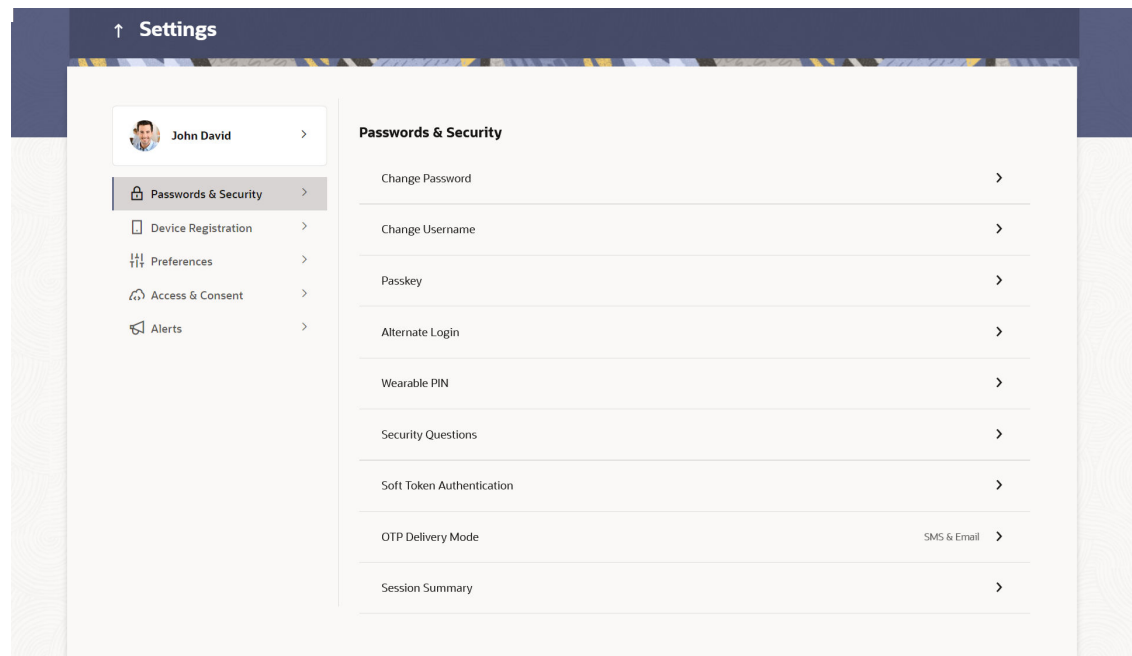 Settings
John David
Passwords & Security
Device Registration
Preferences
Access & Consent
Alerts
Passwords & Security
Change Password
Change Username
Passkey
Alternate Login
Wearable PIN
Security Questions
Soft Token Authentication
OTP Delivery Mode SMS & Email
Session Summary